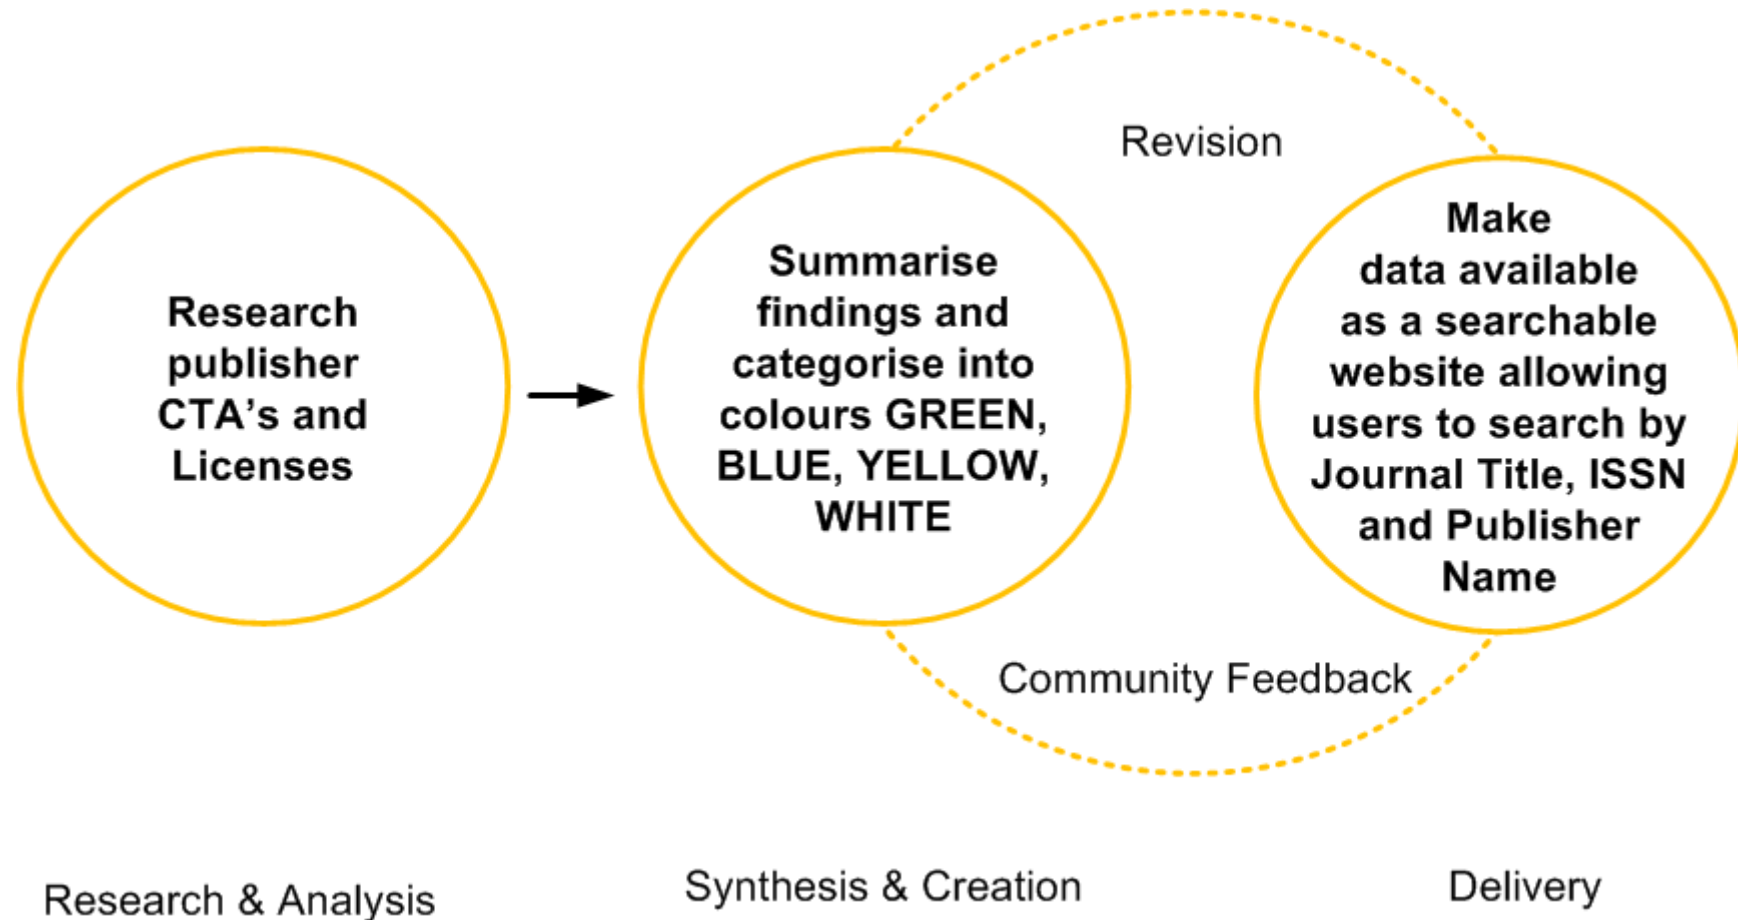 Research
publisher
CTA's and
Licenses
Summarise
findings and
categorise into
colours GREEN,
BLUE, YELLOW,
WHITE
Revision
Make
data available
as a searchable
website allowing
users to search by
Journal Title, ISSN
and Publisher
Name
Community Feedback
Research & Analysis
Synthesis & Creation
Delivery